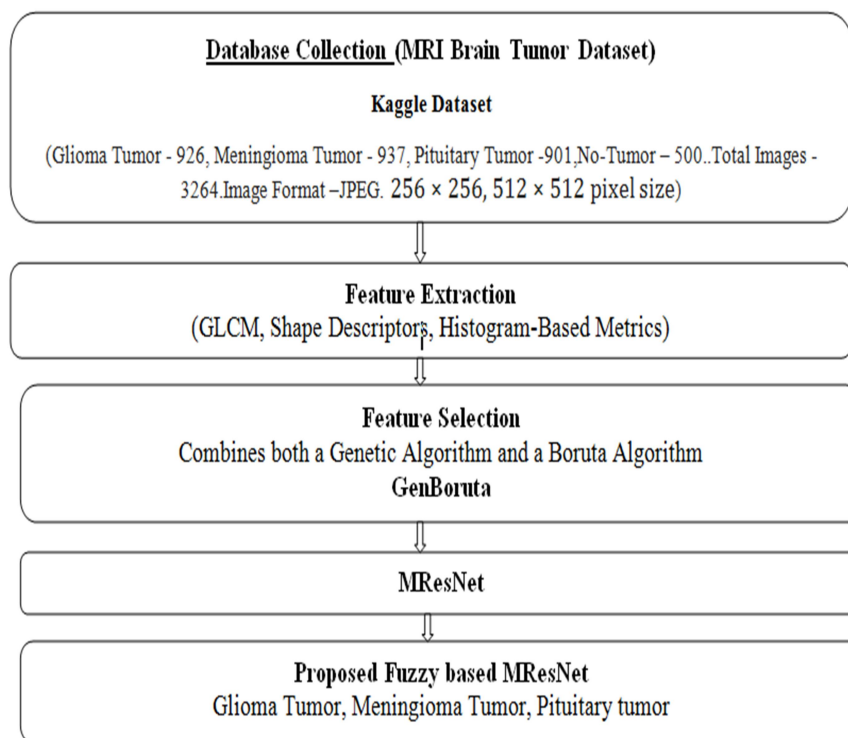 Database Collection (MRI Brain Tumor Dataset)
Kaggle Dataset
(Glioma Tumor - 926, Meningioma Tumor - 937, Pituitary Tumor -901,No-Tumor – 500..Total Images -
3264.Image Format –JPEG. 256 × 256, 512 × 512 pixel size)
Feature Extraction
(GLCM, Shape Descriptors, Histogram-Based Metrics)
Feature Selection
Combines both a Genetic Algorithm and a Boruta Algorithm
GenBoruta
MResNet
Proposed Fuzzy based MResNet
Glioma Tumor, Meningioma Tumor, Pituitary tumor